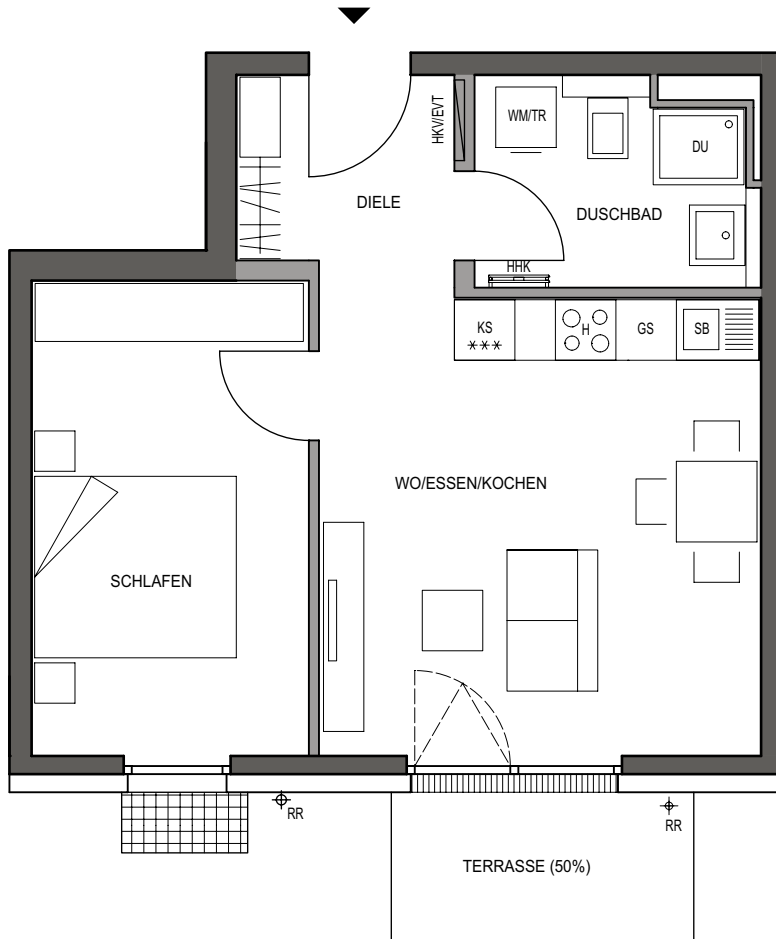 HKV/EVT
WM/TR
DU
DIELE
DUSCHBAD
HHK
KS
***
H
GS
SB
WO/ESSEN/KOCHEN
SCHLAFEN
RR
RR
TERRASSE (50%)